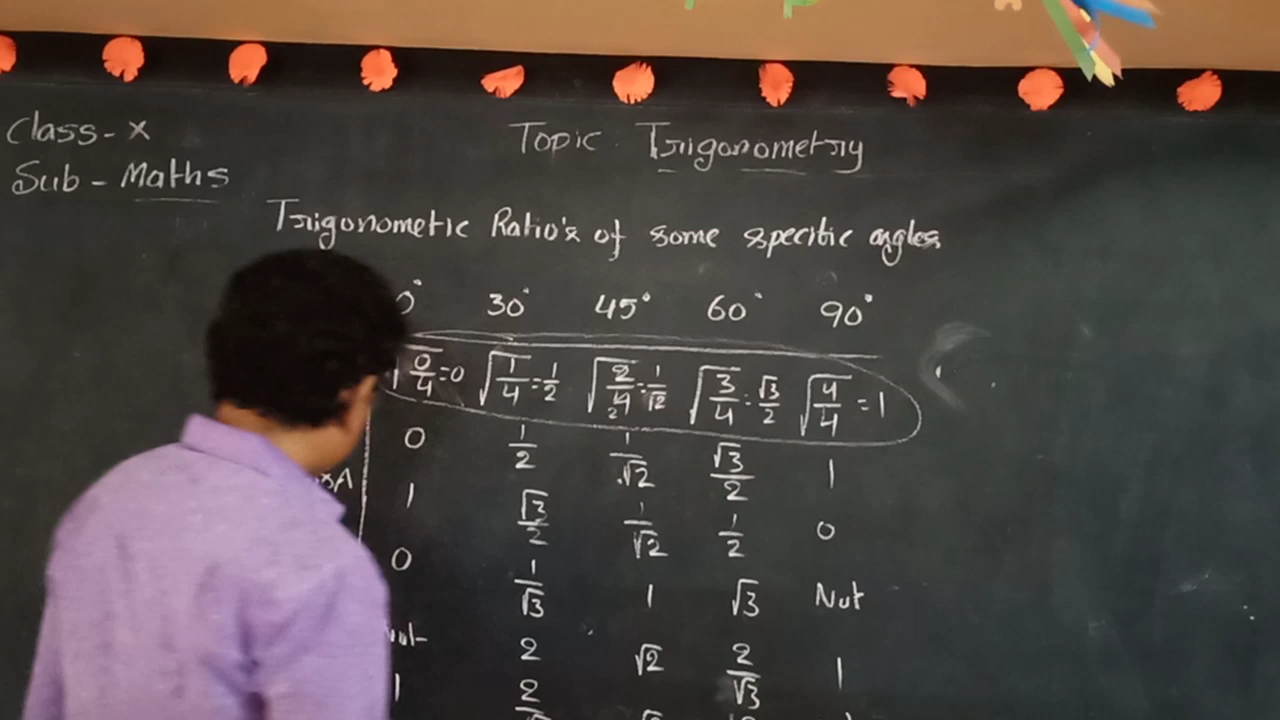 Class - X
Sub - Maths
Topic : Trigonometry
Trigonometric Ratio's of some specific angles
0° 30° 45° 60° 90°
√0/4=0 √1/4=1/2 √2/4=1/√2 √3/4=√3/2 √4/4=1
0 1/2 1/√2 √3/2 1
sA 1 √3/2 1/√2 1/2 0
0 1/√3 1 √3 Not
2 √2 2/√3 1
1 2